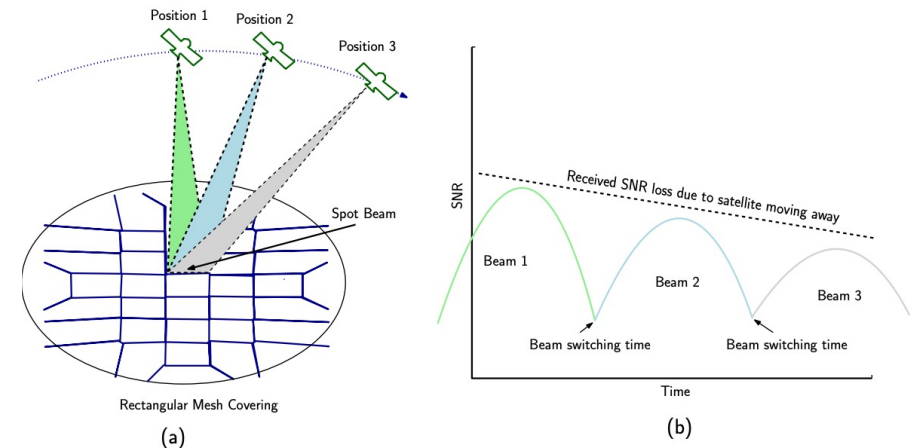 Position 1
Position 2
Position 3
Spot Beam
Rectangular Mesh Covering
(a)
SNR
Received SNR loss due to satellite moving away
Beam 1
Beam 2
Beam 3
Beam switching time
Beam switching time
Time
(b)